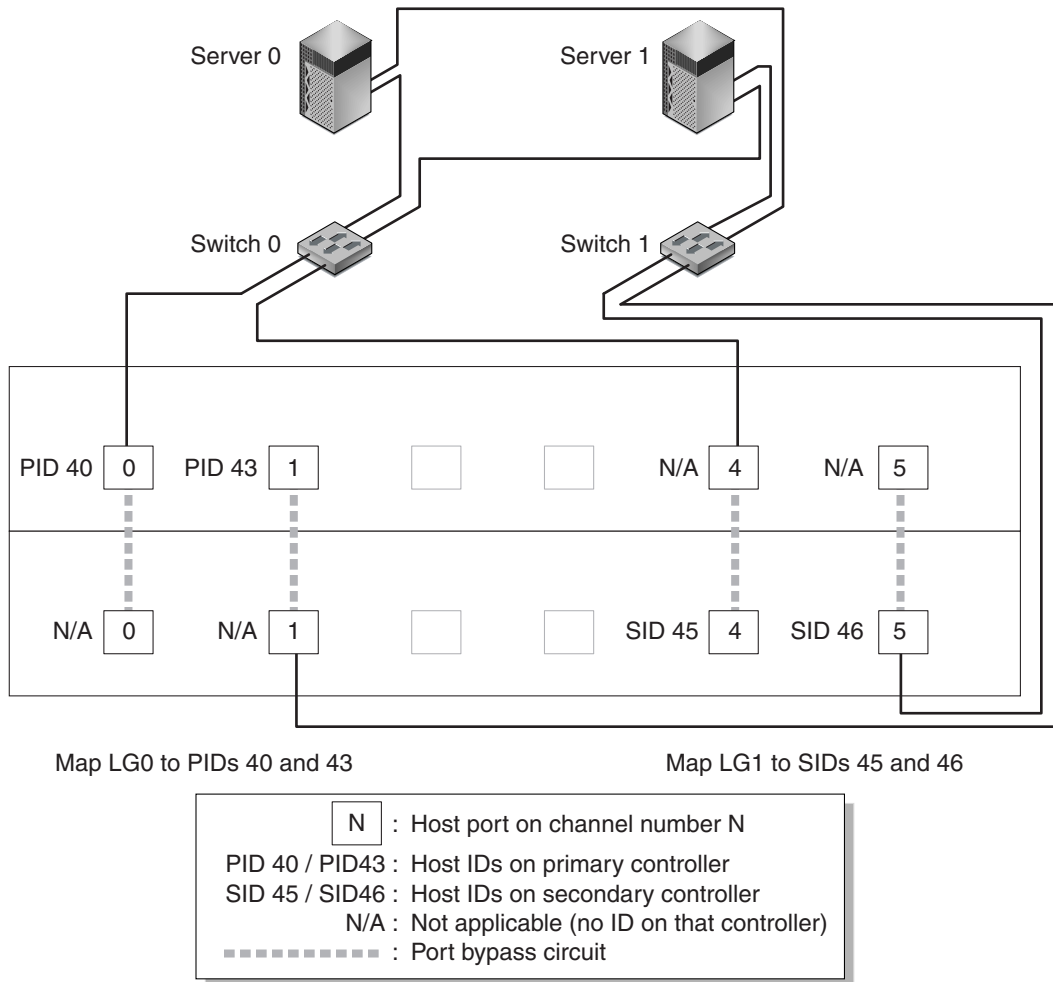 Server 0
Server 1
Switch 0
Switch 1
PID 40 0 PID 43 1 N/A 4 N/A 5
N/A 0 N/A 1 SID 45 4 SID 46 5
Map LG0 to PIDs 40 and 43
Map LG1 to SIDs 45 and 46
N : Host port on channel number N
PID 40 / PID43 : Host IDs on primary controller
SID 45 / SID46 : Host IDs on secondary controller
N/A : Not applicable (no ID on that controller)
: Port bypass circuit